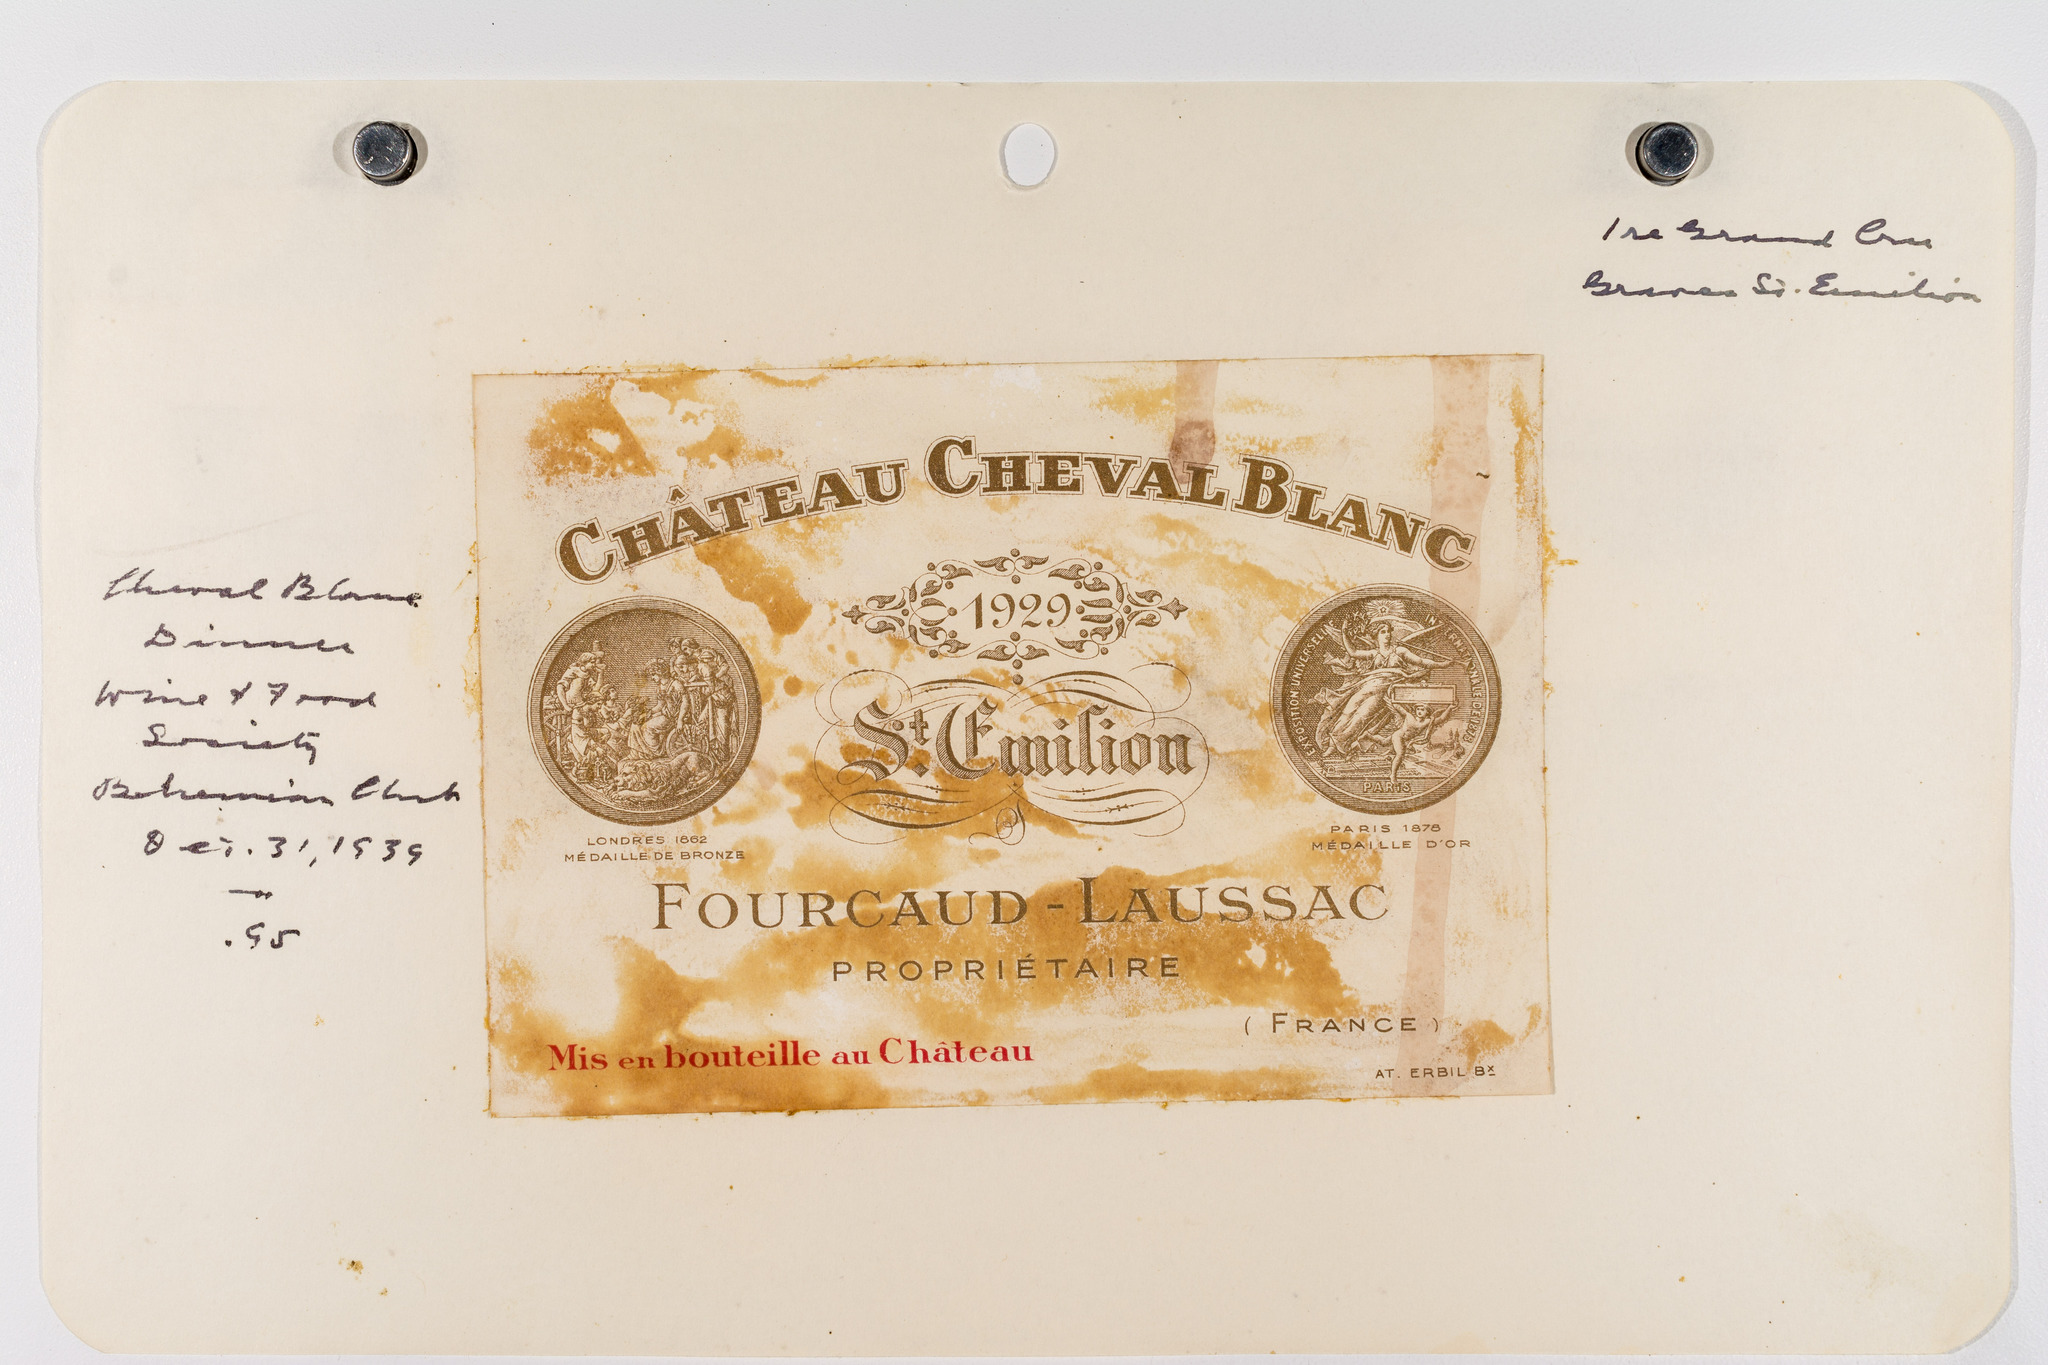 1re Grand Cru
Graves St. Emilion
CHÂTEAU CHEVAL BLANC
1929
St. Emilion
EXPOSITION UNIVERSELLE INTERNATIONALE DE 1878
PARIS
LONDRES 1862
MÉDAILLE DE BRONZE
PARIS 1878
MÉDAILLE D'OR
FOURCAUD - LAUSSAC
PROPRIÉTAIRE
( FRANCE )
Mis en bouteille au Château
AT. ERBIL Bx
Cheval Blanc
Dinner
Wine & Food
Society
Bohemian Club
Oct. 31, 1939
.95